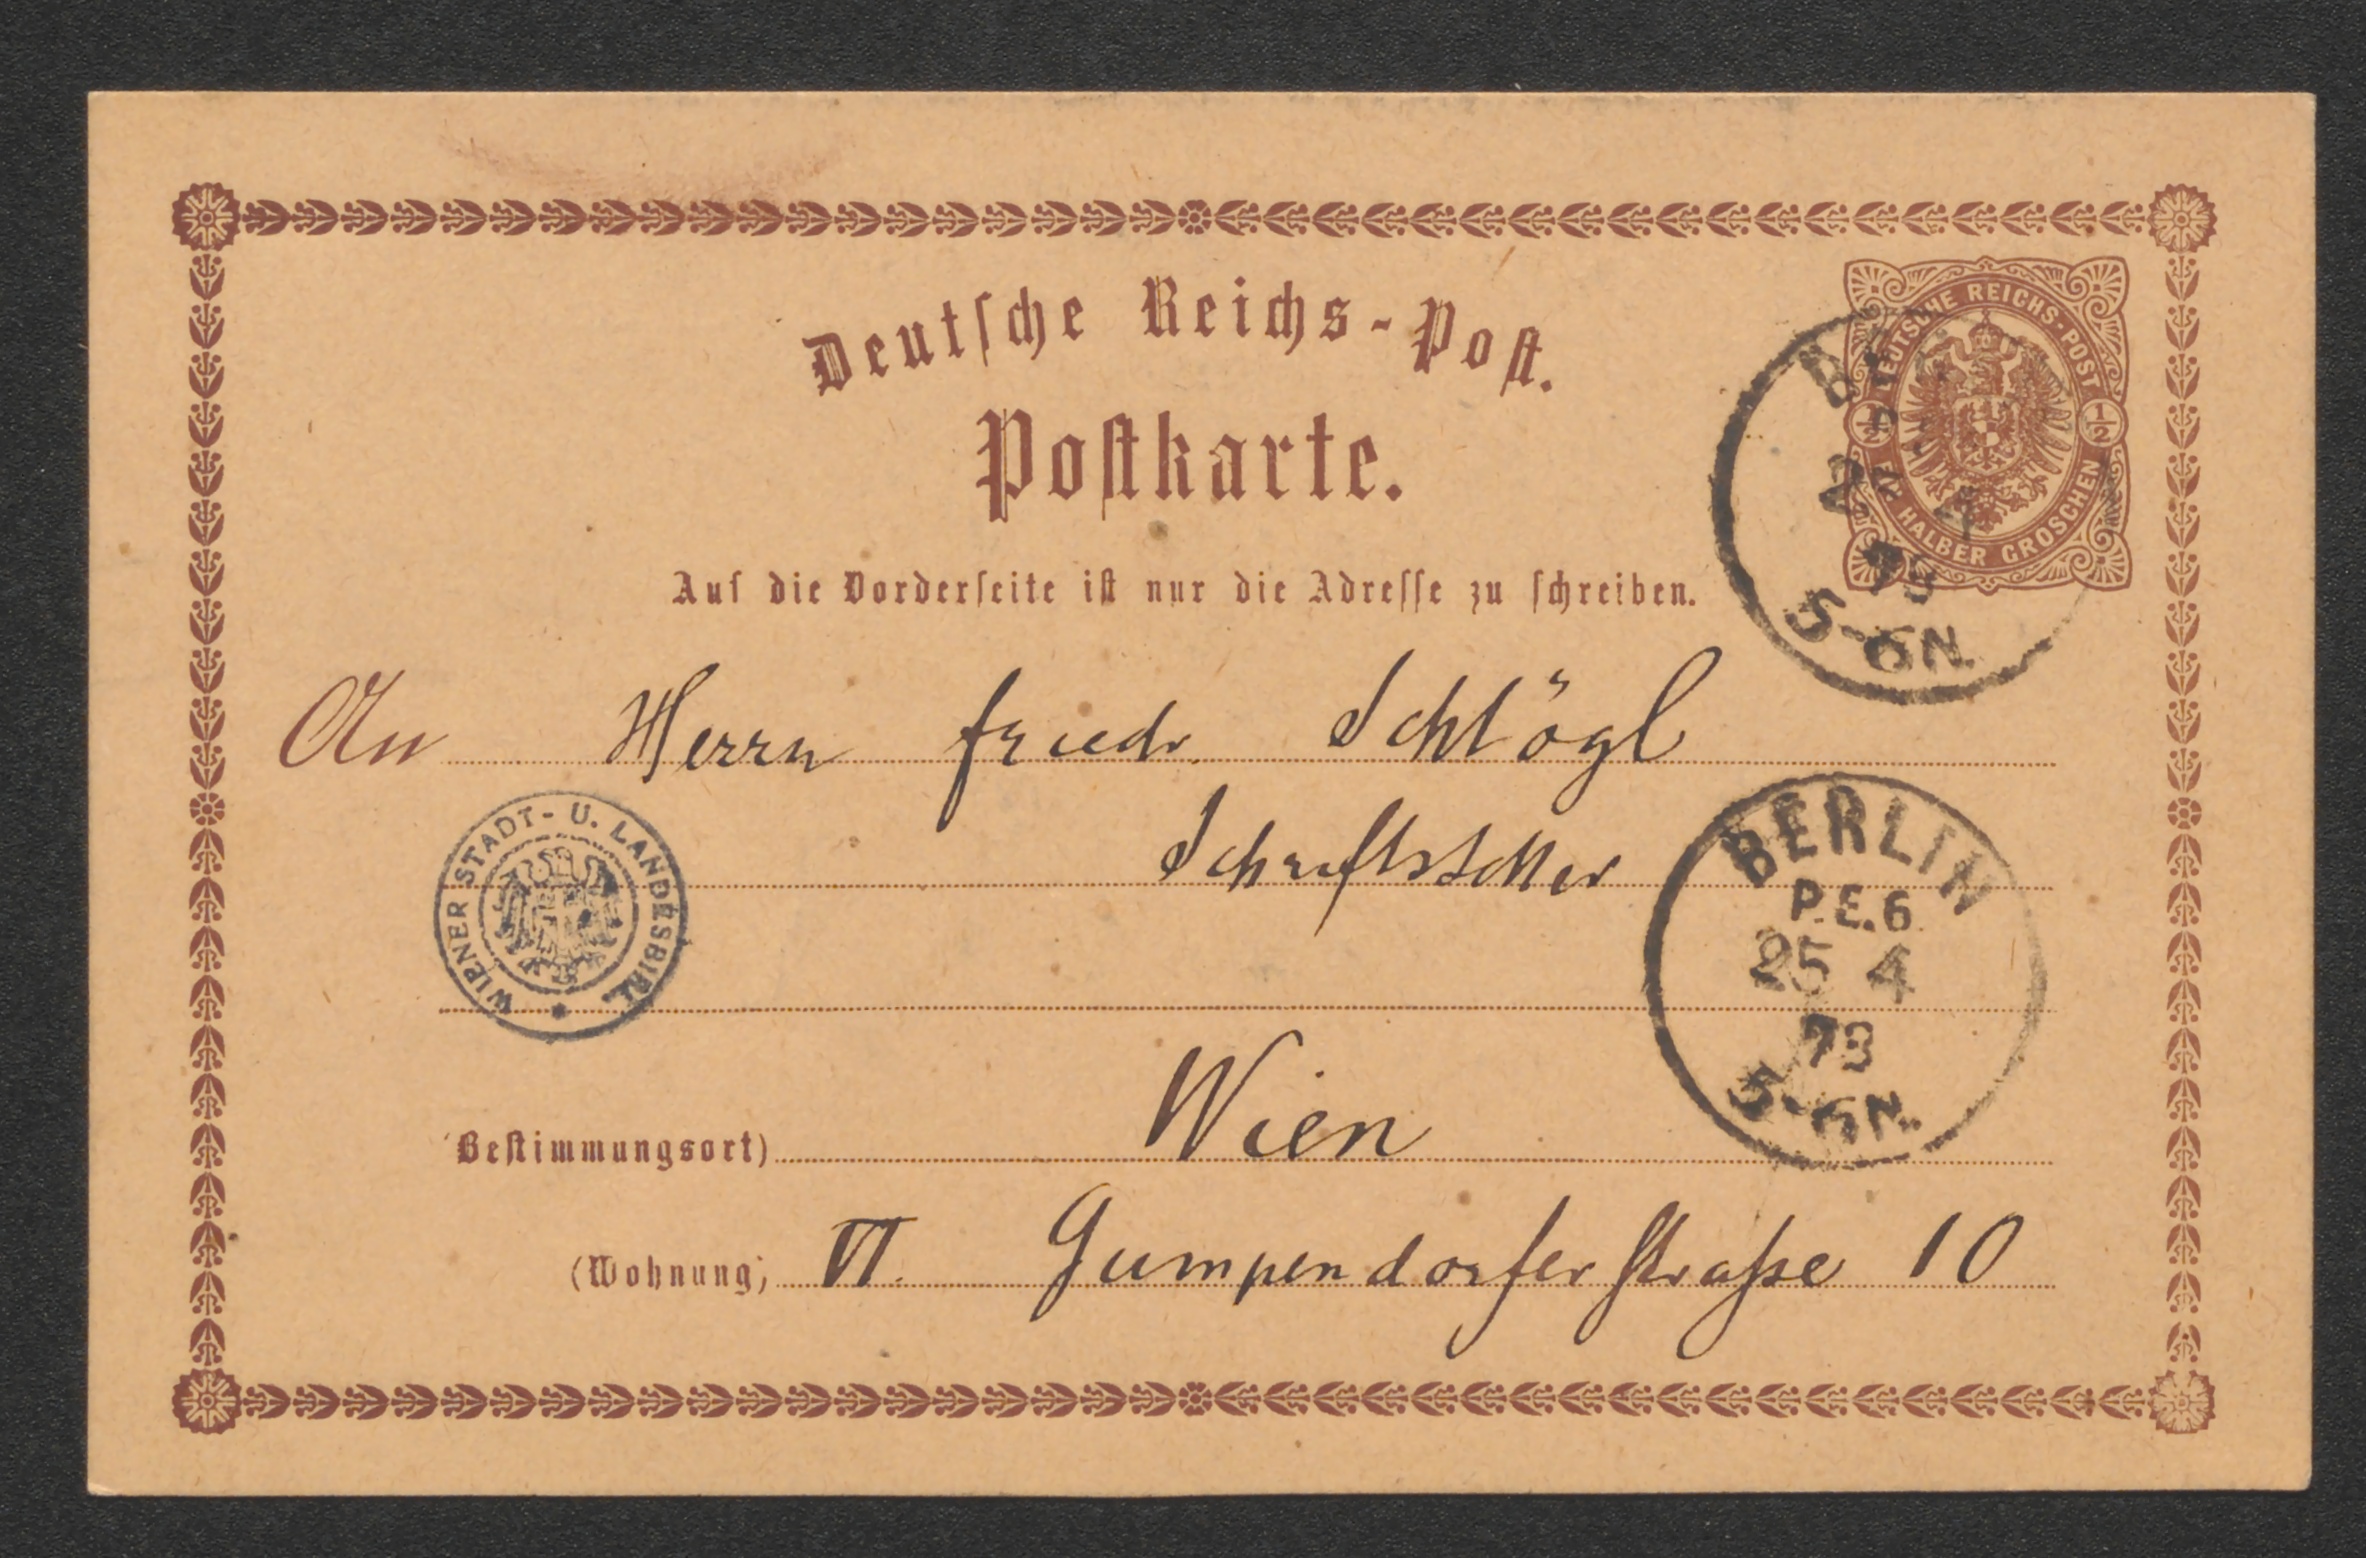 Deutsche Reichs-Post.
DEUTSCHE REICHS-POST
1/2 1/2
HALBER GROSCHEN
Postkarte.
Auf die Vorderseite ist nur die Adresse zu schreiben.
5-6N.
An Herrn Friedr. Schlögl
WIENER STADT- U. LANDESBIBL.
Schriftsteller
BERLIN
P.E.6.
25 4
73
5-6N.
Bestimmungsort) Wien
(Wohnung) VI. Gumpendorferstraße 10